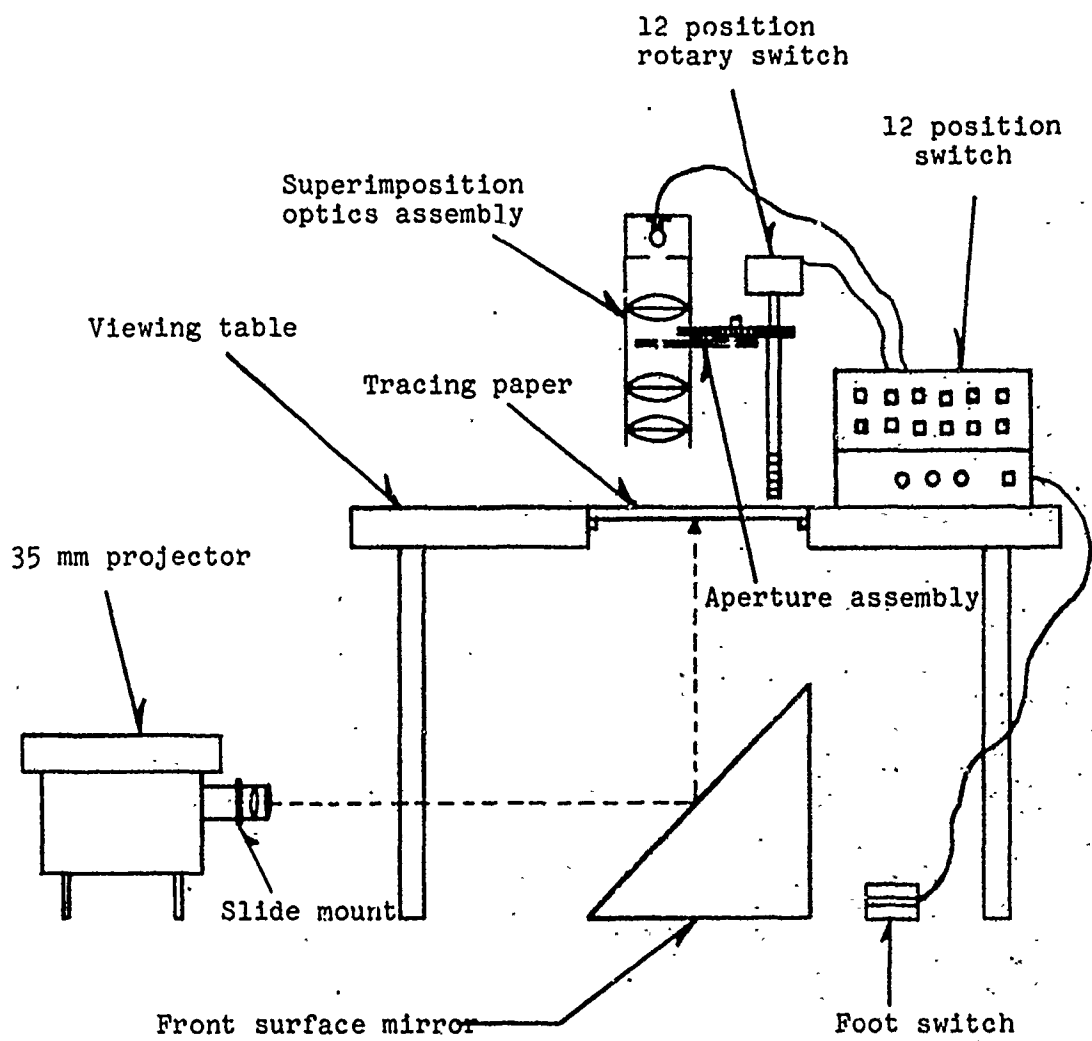 12 position
rotary switch
12 position
switch
Superimposition
optics assembly
Viewing table
Tracing paper
35 mm projector
Aperture assembly
Slide mount
Front surface mirror
Foot switch